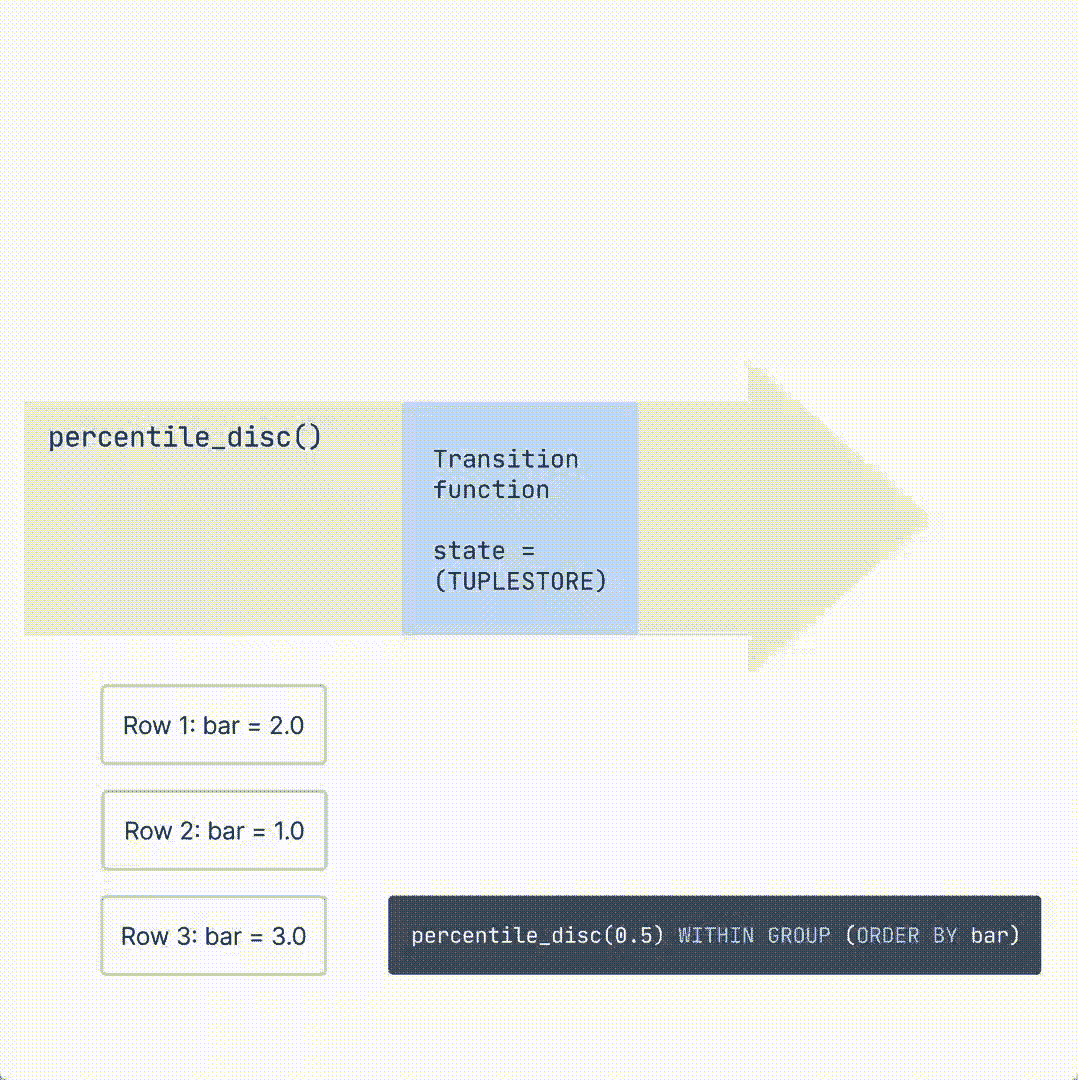 percentile_disc()
Transition
function
state =
(TUPLESTORE)
Row 1: bar = 2.0
Row 2: bar = 1.0
Row 3: bar = 3.0
percentile_disc(0.5) WITHIN GROUP (ORDER BY bar)